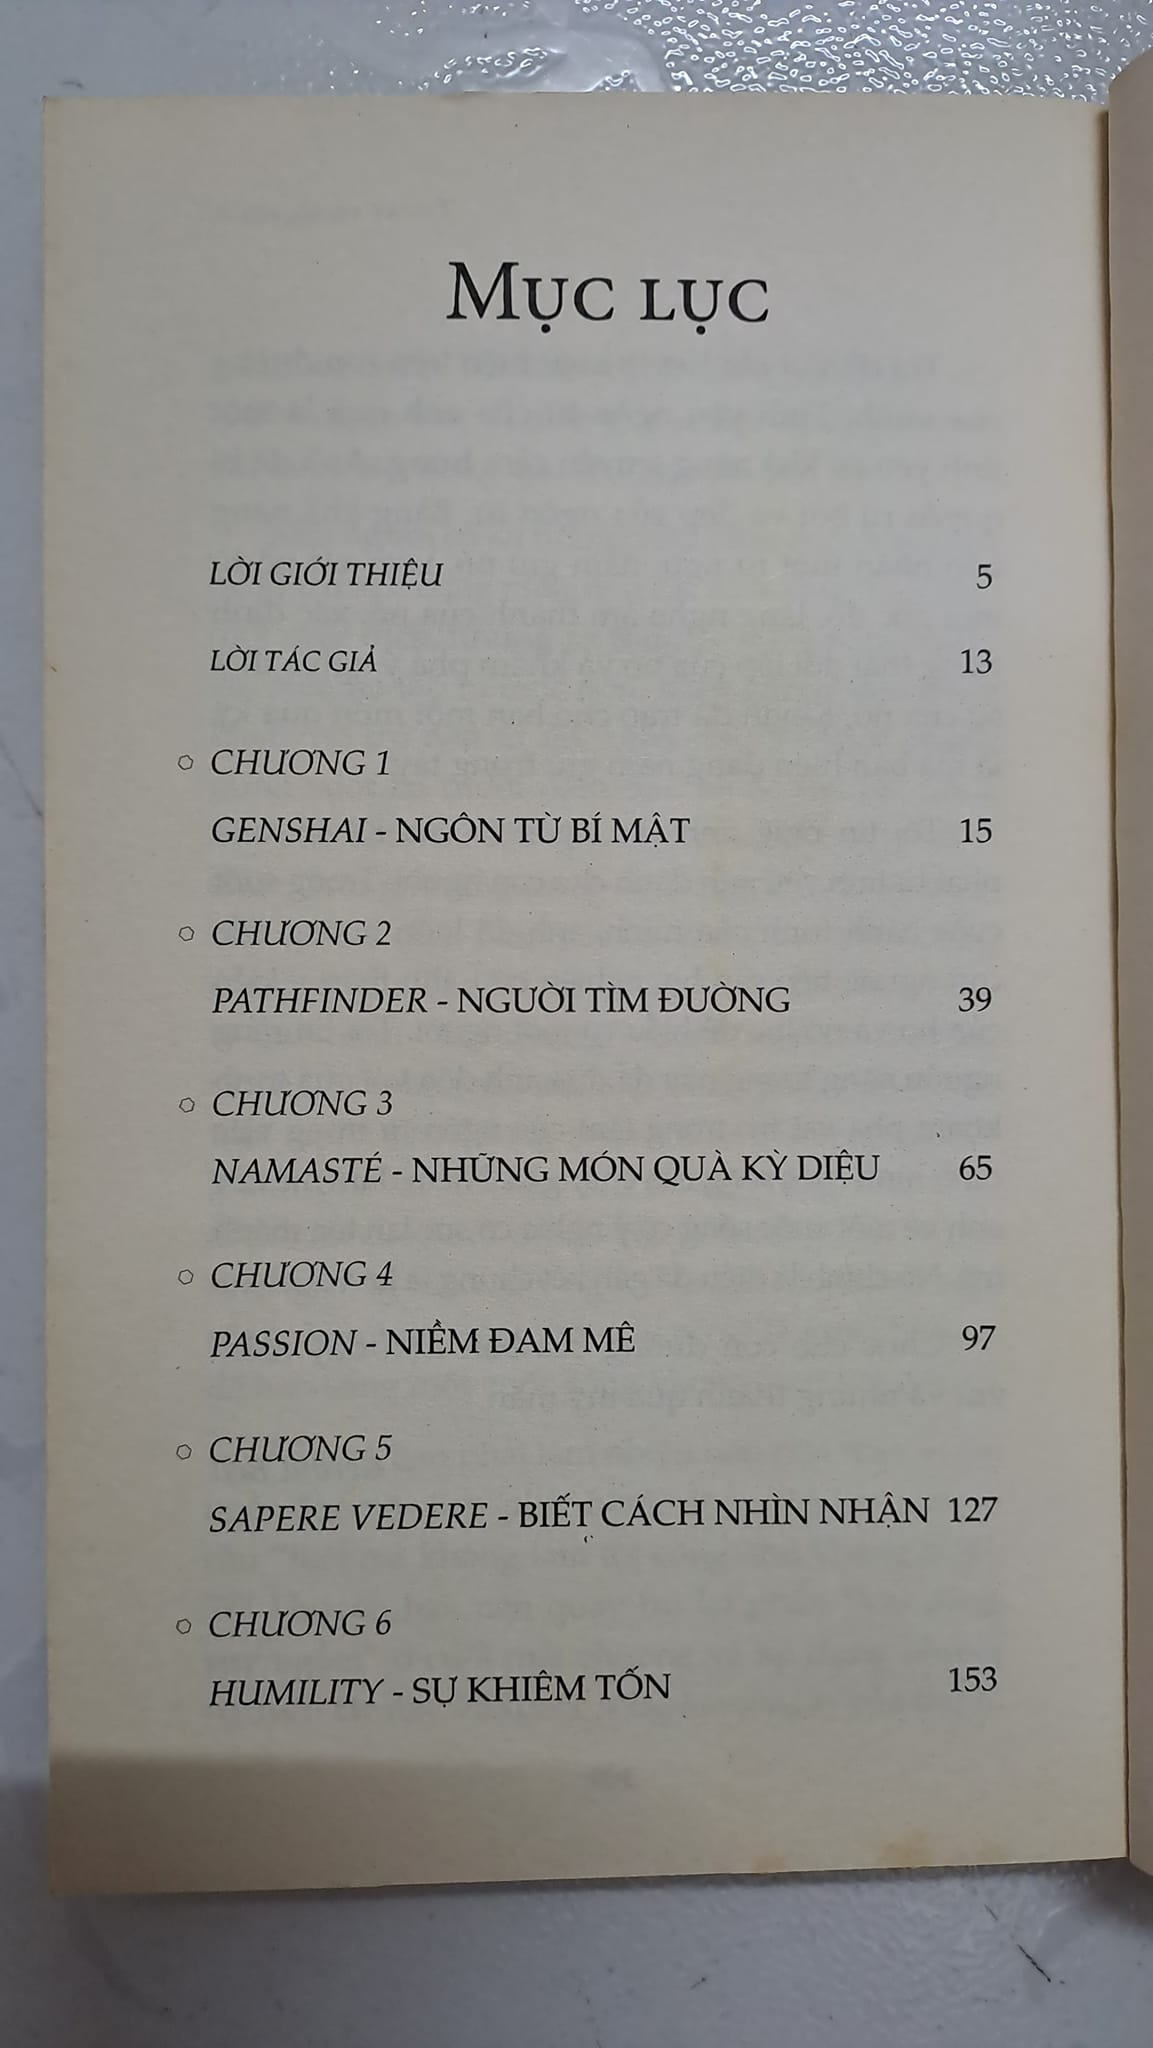 MỤC LỤC
LỜI GIỚI THIỆU 5
LỜI TÁC GIẢ 13
CHƯƠNG 1
GENSHAI - NGÔN TỪ BÍ MẬT 15
CHƯƠNG 2
PATHFINDER - NGƯỜI TÌM ĐƯỜNG 39
CHƯƠNG 3
NAMASTÉ - NHỮNG MÓN QUÀ KỲ DIỆU 65
CHƯƠNG 4
PASSION - NIỀM ĐAM MÊ 97
CHƯƠNG 5
SAPERE VEDERE - BIẾT CÁCH NHÌN NHẬN 127
CHƯƠNG 6
HUMILITY - SỰ KHIÊM TỐN 153